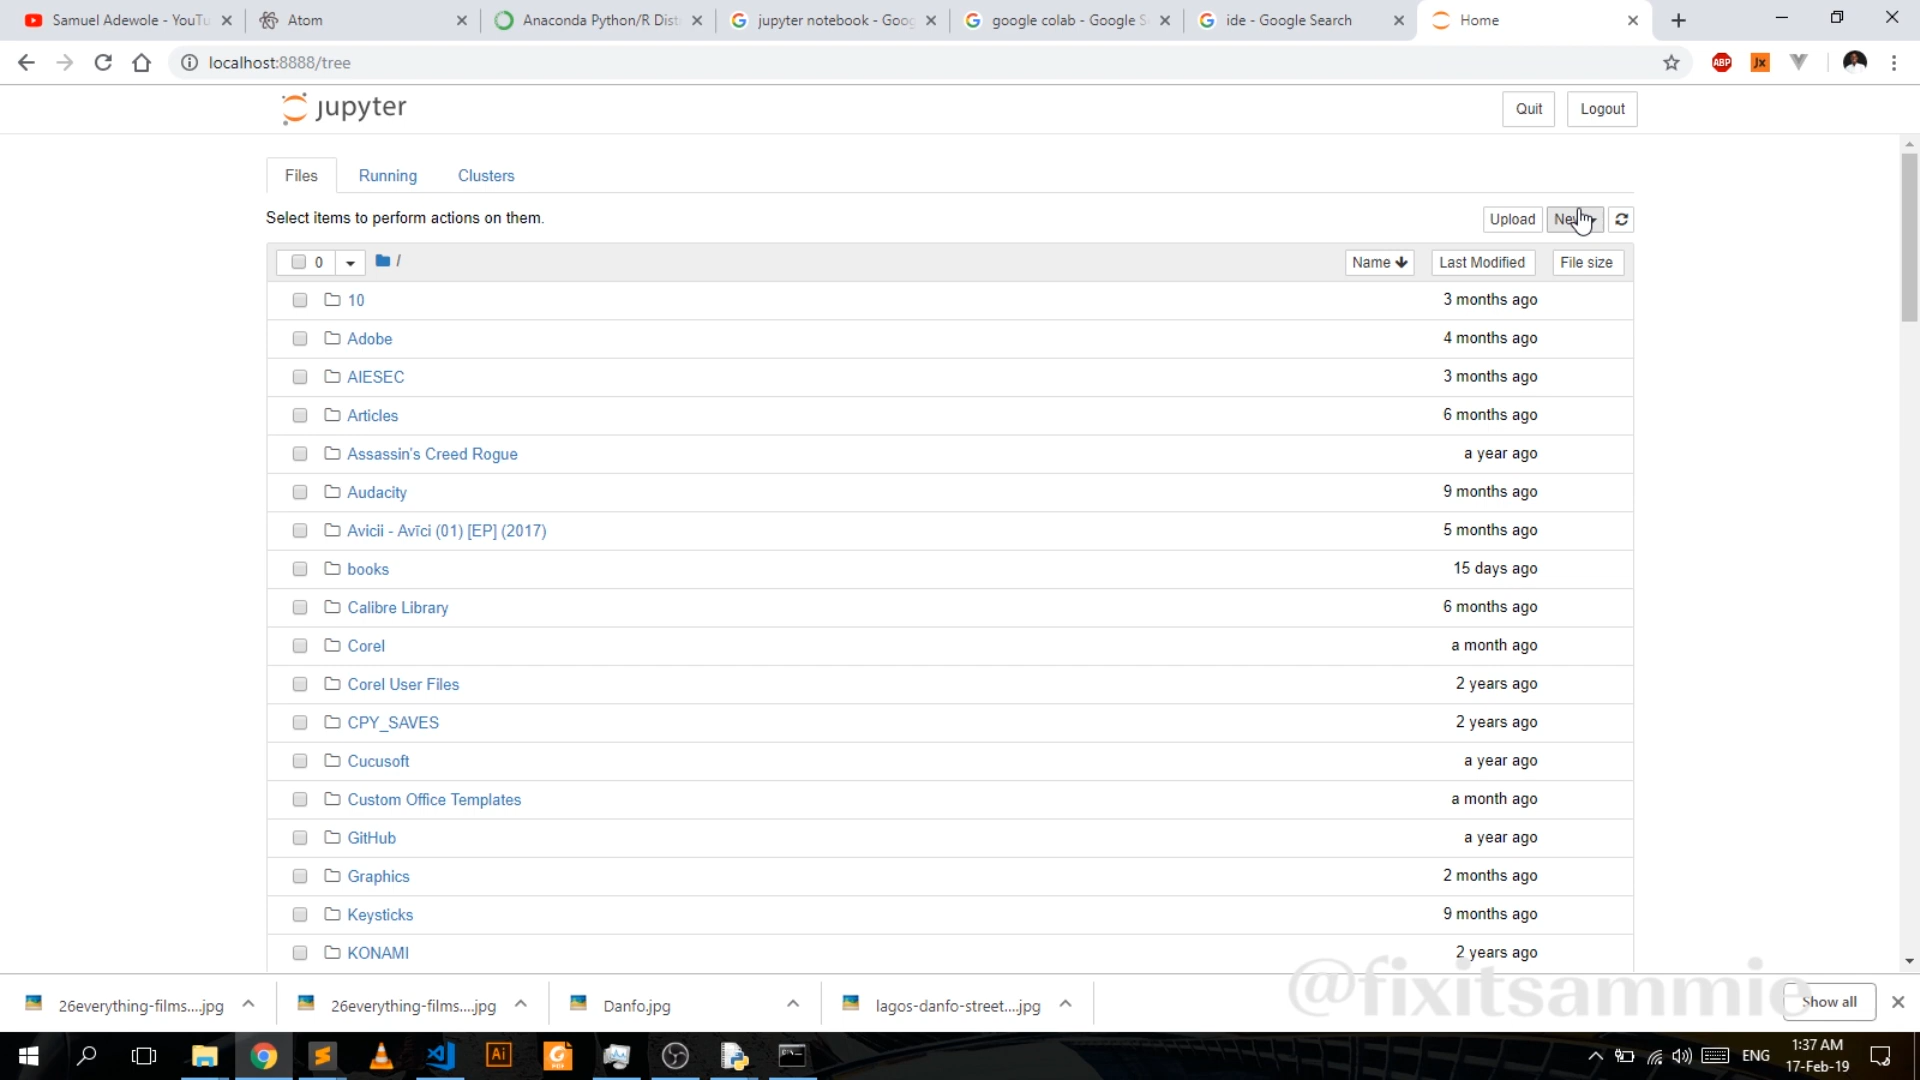 Samuel Adewole - YouTu
Atom
Anaconda Python/R Dist
jupyter notebook - Goog
google colab - Google S
ide - Google Search
Home
localhost:8888/tree
ABP
Jx
jupyter
Quit
Logout
Files
Running
Clusters
Select items to perform actions on them.
Upload
0
/
Name
Last Modified
File size
10
3 months ago
Adobe
4 months ago
AIESEC
3 months ago
Articles
6 months ago
Assassin's Creed Rogue
a year ago
Audacity
9 months ago
Avicii - Avīci (01) [EP] (2017)
5 months ago
books
15 days ago
Calibre Library
6 months ago
Corel
a month ago
Corel User Files
2 years ago
CPY_SAVES
2 years ago
Cucusoft
a year ago
Custom Office Templates
a month ago
GitHub
a year ago
Graphics
2 months ago
Keysticks
9 months ago
KONAMI
2 years ago
@fixitsammie
26everything-films....jpg
26everything-films....jpg
Danfo.jpg
lagos-danfo-street....jpg
Show all
Ai
ENG
1:37 AM
17-Feb-19